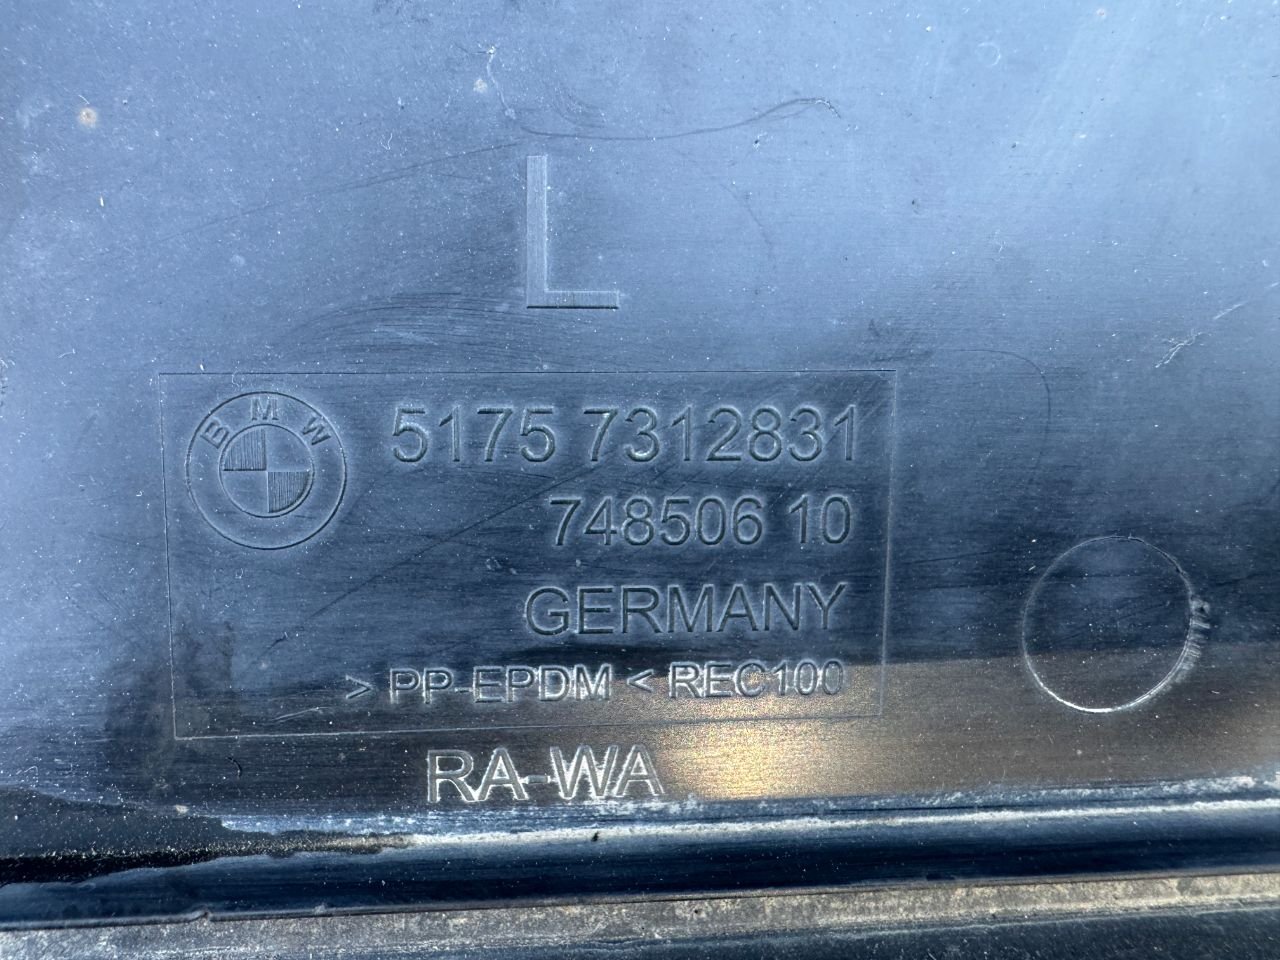 L
BMW
5175 7312831
748506 10
GERMANY
> PP-EPDM < REC100
RA-WA